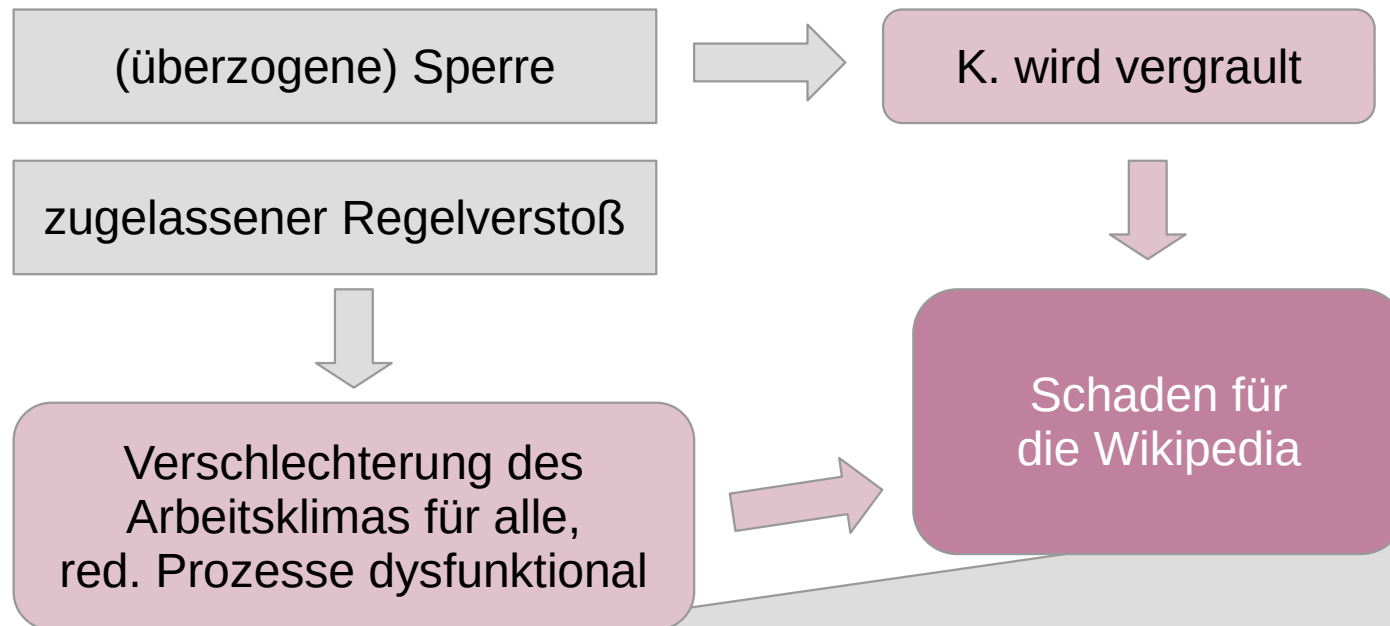 (überzogene) Sperre
K. wird vergrault
zugelassener Regelverstoß
Schaden für
die Wikipedia
Verschlechterung des
Arbeitsklimas für alle,
red. Prozesse dysfunktional